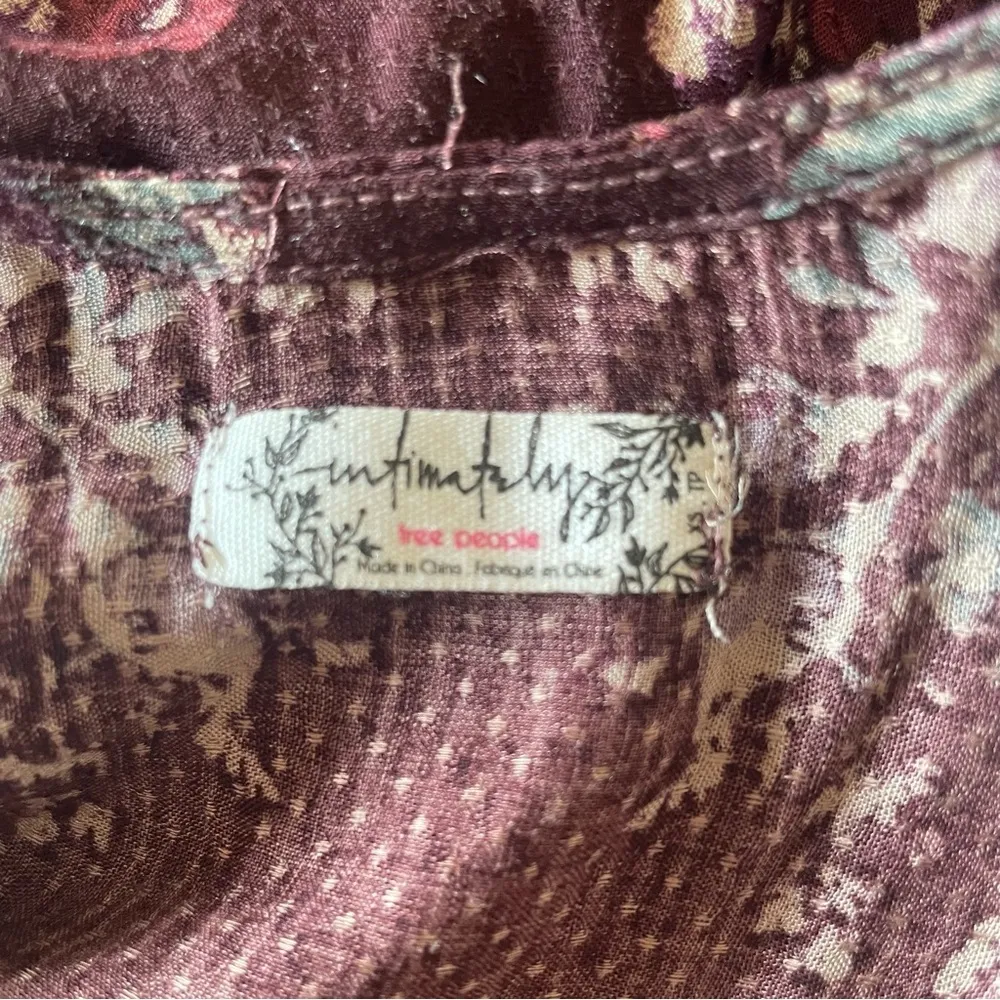 intimately
free people
Made in China . Fabriqué en Chine